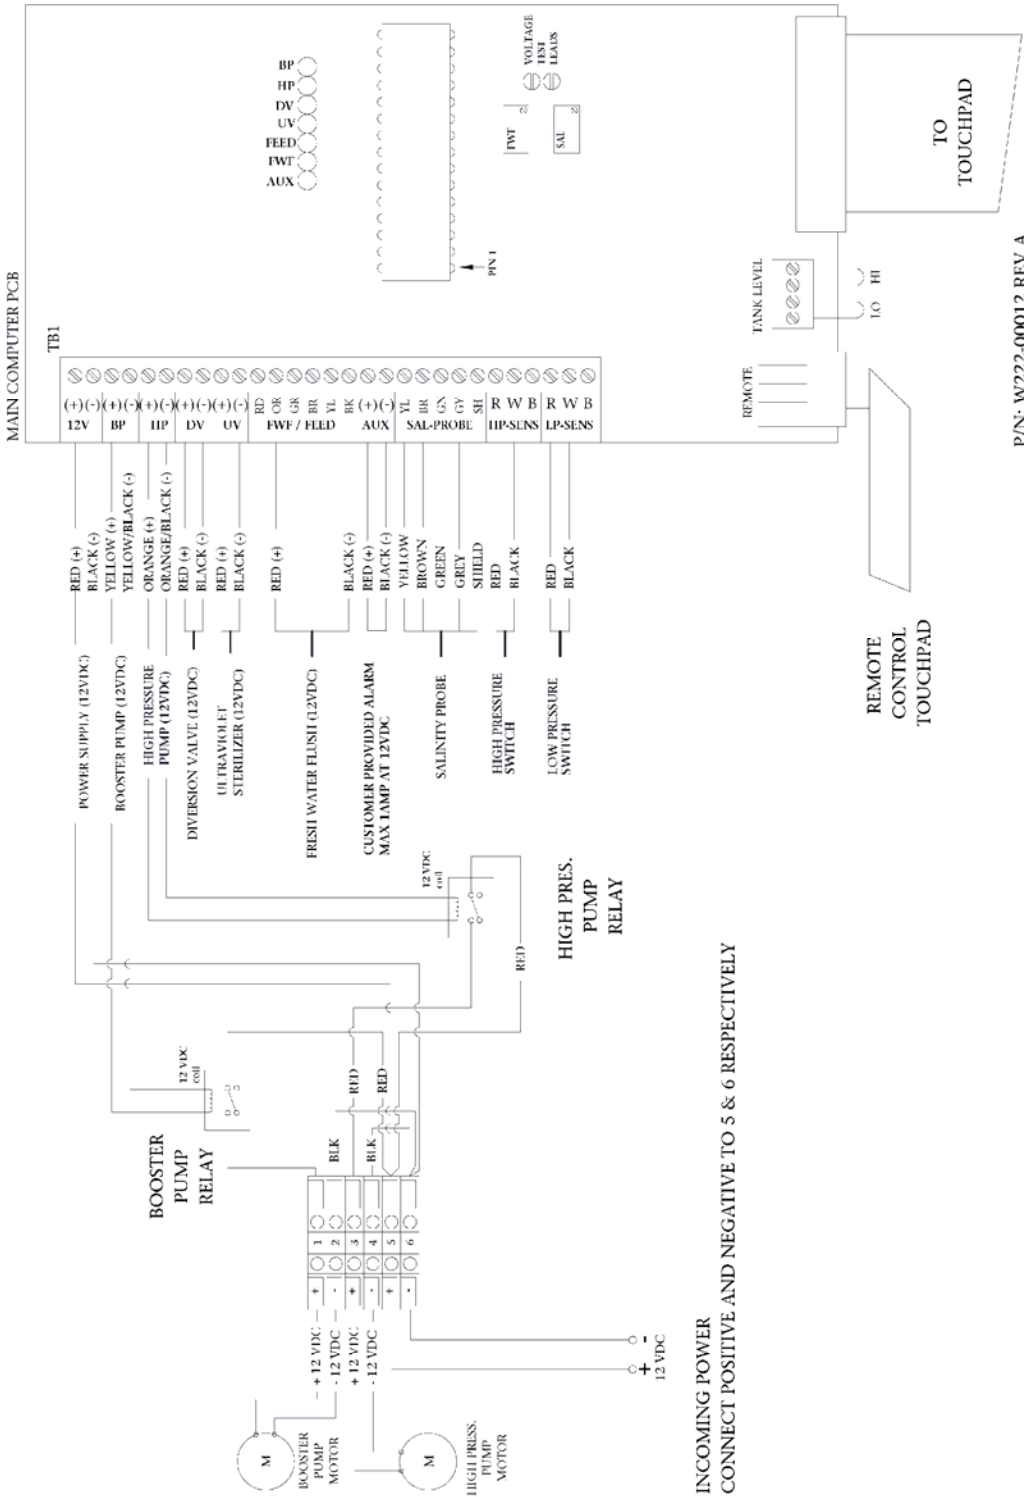 MAIN COMPUTER PCB
TB1
BP
HP
DV
UV
FEED
FWT
AUX
PIN 1
VOLTAGE
TEST
LEADS
FWT
2
SAL
2
TANK LEVEL
LO
HI
REMOTE
TO
TOUCHPAD
P/N: W222-00012 REV A
(+) (-) (+) (-) (+) (-) (+) (-) (+) (-) RD OR GR BR YL BK (+) (-) YL BR GN GY SH R W B R W B
12V BP HP DV UV FWF / FEED AUX SAL-PROBE HP-SENS LP-SENS
RED (+)
BLACK (-)
YELLOW (+)
YELLOW/BLACK (-)
ORANGE (+)
ORANGE/BLACK (-)
RED (+)
BLACK (-)
RED (+)
BLACK (-)
RED (+)
BLACK (-)
RED (+)
BLACK (-)
YELLOW
BROWN
GREEN
GREY
SHIELD
RED
BLACK
RED
BLACK
POWER SUPPLY (12VDC)
BOOSTER PUMP (12VDC)
HIGH PRESSURE
PUMP (12VDC)
DIVERSION VALVE (12VDC)
ULTRAVIOLET
STERILIZER (12VDC)
FRESH WATER FLUSH (12VDC)
CUSTOMER PROVIDED ALARM
MAX 1AMP AT 12VDC
SALINITY PROBE
HIGH PRESSURE
SWITCH
LOW PRESSURE
SWITCH
REMOTE
CONTROL
TOUCHPAD
12 VDC
coil
HIGH PRES.
PUMP
RELAY
RED
12 VDC
coil
BOOSTER
PUMP
RELAY
BLK
RED
BLK
RED
1
2
3
4
5
6
+
-
+
-
+
-
+ 12 VDC
- 12 VDC
+ 12 VDC
- 12 VDC
M
BOOSTER
PUMP
MOTOR
M
HIGH PRESS.
PUMP
MOTOR
-
+
12 VDC
INCOMING POWER
CONNECT POSITIVE AND NEGATIVE TO 5 & 6 RESPECTIVELY